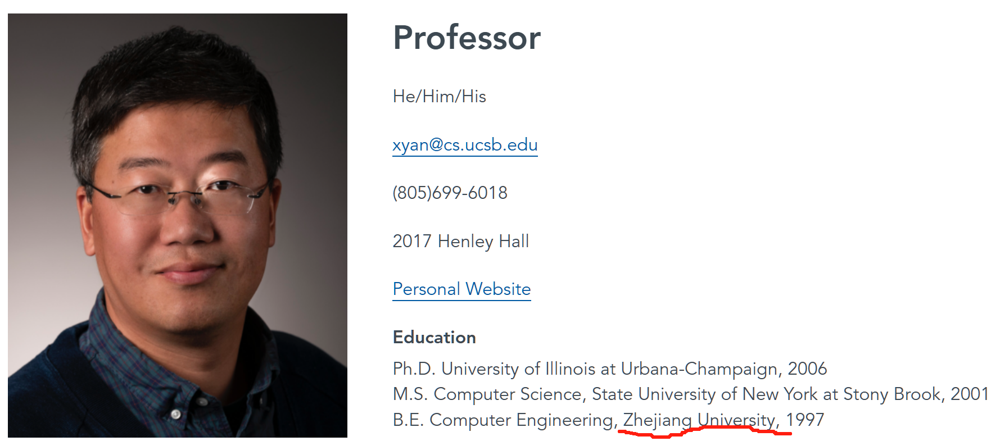 Professor
He/Him/His
xyan@cs.ucsb.edu
(805)699-6018
2017 Henley Hall
Personal Website
Education
Ph.D. University of Illinois at Urbana-Champaign, 2006
M.S. Computer Science, State University of New York at Stony Brook, 2001
B.E. Computer Engineering, Zhejiang University, 1997